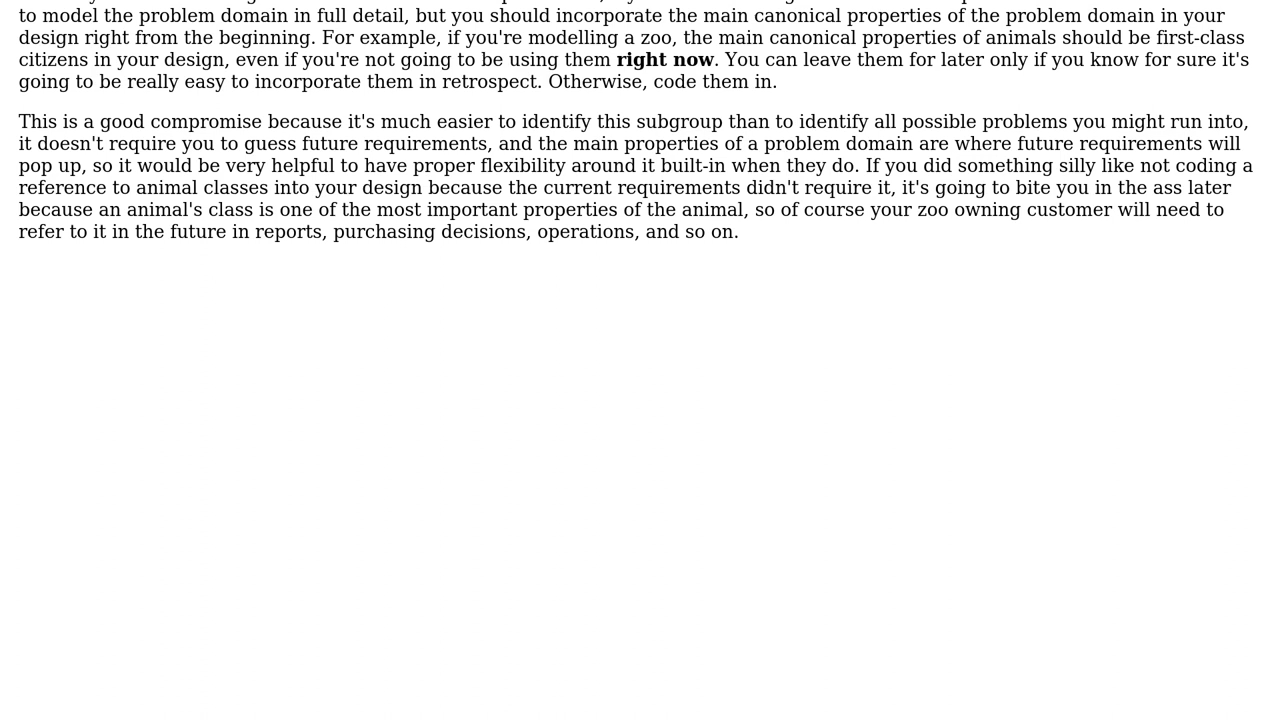 to model the problem domain in full detail, but you should incorporate the main canonical properties of the problem domain in your
design right from the beginning. For example, if you're modelling a zoo, the main canonical properties of animals should be first-class
citizens in your design, even if you're not going to be using them right now. You can leave them for later only if you know for sure it's
going to be really easy to incorporate them in retrospect. Otherwise, code them in.
This is a good compromise because it's much easier to identify this subgroup than to identify all possible problems you might run into,
it doesn't require you to guess future requirements, and the main properties of a problem domain are where future requirements will
pop up, so it would be very helpful to have proper flexibility around it built-in when they do. If you did something silly like not coding a
reference to animal classes into your design because the current requirements didn't require it, it's going to bite you in the ass later
because an animal's class is one of the most important properties of the animal, so of course your zoo owning customer will need to
refer to it in the future in reports, purchasing decisions, operations, and so on.